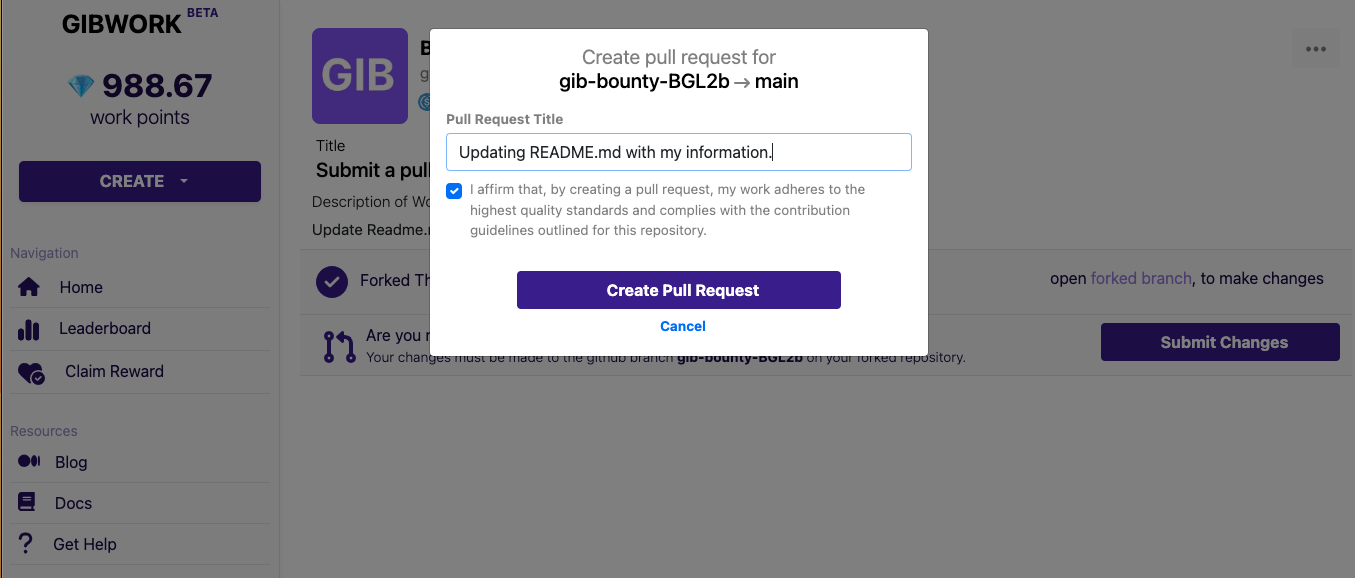 GIBWORK BETA
988.67
work points
CREATE
Navigation
Home
Leaderboard
Claim Reward
Resources
Blog
Docs
Get Help
GIB
Title
Submit a pull
Description of Wo
Update Readme.
Forked Th
open forked branch, to make changes
Are you
Your changes must be made to the github branch gib-bounty-BGL2b on your forked repository.
Submit Changes
Create pull request for
gib-bounty-BGL2b → main
Pull Request Title
Updating README.md with my information.
I affirm that, by creating a pull request, my work adheres to the
highest quality standards and complies with the contribution
guidelines outlined for this repository.
Create Pull Request
Cancel